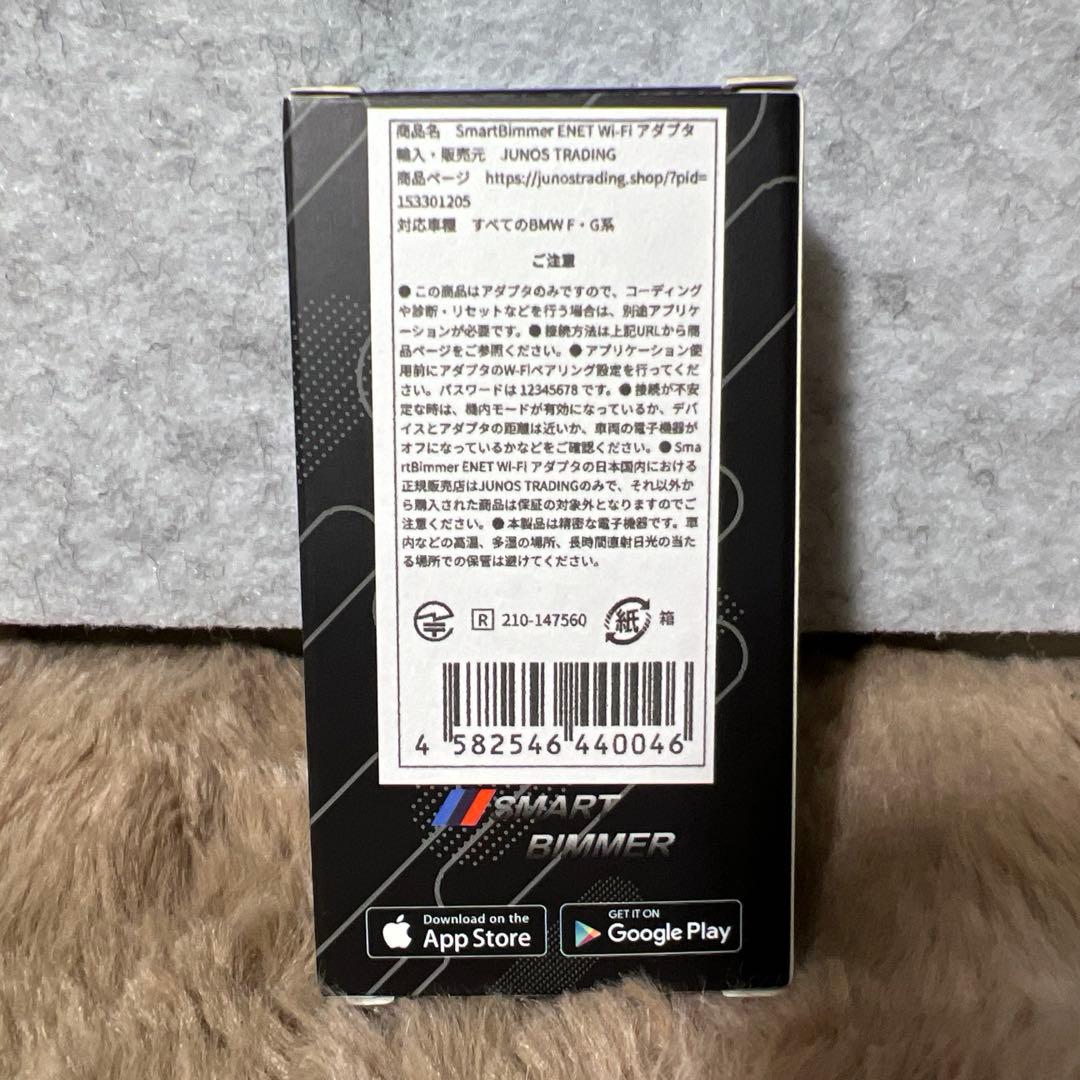 商品名 SmartBimmer ENET Wi-Fi アダプタ
輸入・販売元 JUNOS TRADING
商品ページ https://junostrading.shop/?pid=
153301205
対応車種 すべてのBMW F・G系
ご注意
● この商品はアダプタのみですので、コーディング
や診断・リセットなどを行う場合は、別途アプリケ
ーションが必要です。● 接続方法は上記URLから商
品ページをご参照ください。● アプリケーション使
用前にアダプタのWi-Fiペアリング設定を行ってくだ
さい。パスワードは 12345678 です。● 接続が不安
定な時は、機内モードが有効になっているか、デバ
イスとアダプタの距離は近いか、車両の電子機器が
オフになっているかなどをご確認ください。● Sma
rtBimmer ENET Wi-Fi アダプタの日本国内における
正規販売店はJUNOS TRADINGのみで、それ以外か
ら購入された商品は保証の対象外となりますのでご
注意ください。● 本製品は精密な電子機器です。車
内などの高温、多湿の場所、長時間直射日光の当た
る場所での保管は避けてください。
R 210-147560 紙 箱
4 582546 440046
SMART
BIMMER
Download on the
App Store
GET IT ON
Google Play